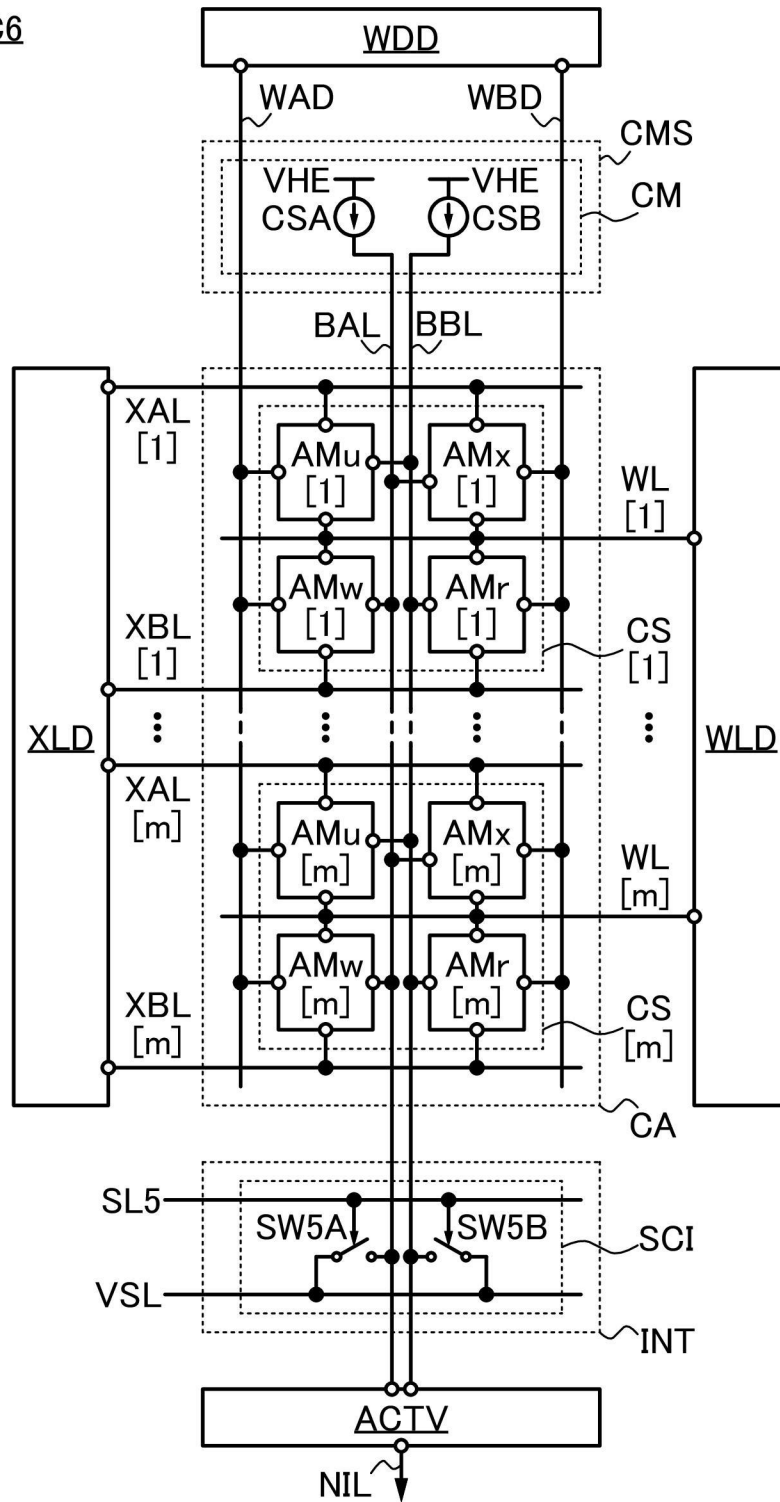 C6
WDD
WAD WBD
CMS
VHE VHE CM
CSA CSB
BAL BBL
XAL
[1]
AMu AMx
[1] [1]
WL
[1]
AMw AMr
[1] [1]
XBL
[1]
CS
[1]
XLD WLD
XAL
[m]
AMu AMx
[m] [m]
WL
[m]
AMw AMr
[m] [m]
XBL
[m]
CS
[m]
CA
SL5
SW5A SW5B SCI
VSL
INT
ACTV
NIL